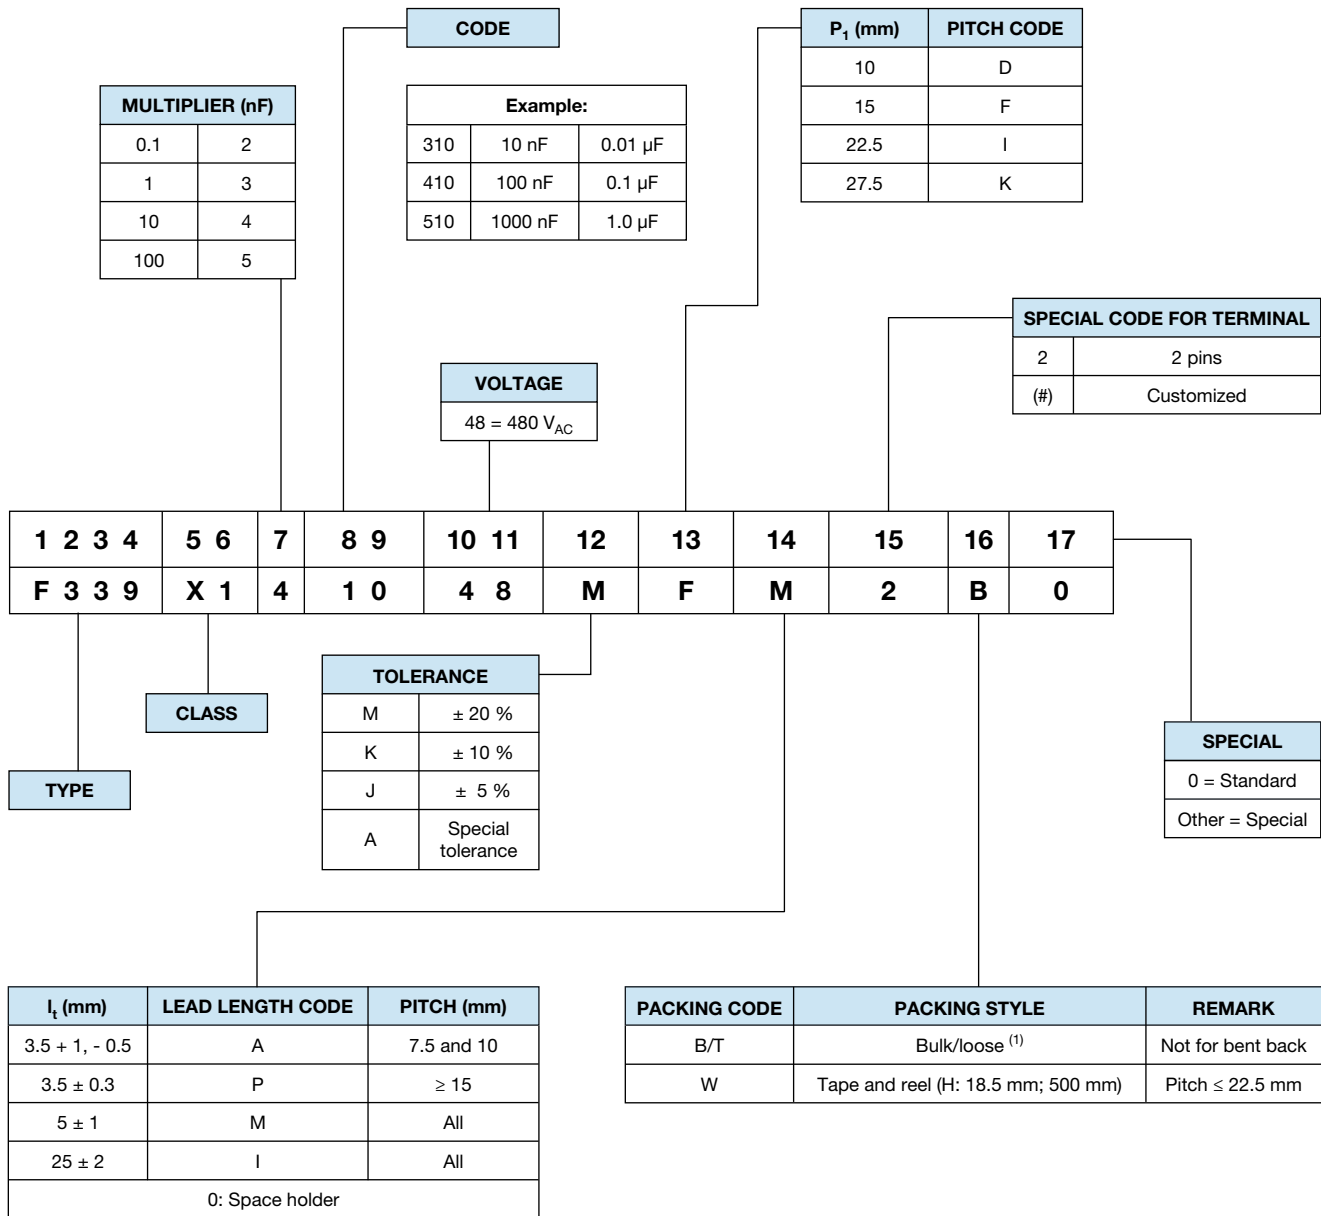 CODE
P1 (mm) PITCH CODE
10 D
15 F
22.5 I
27.5 K
MULTIPLIER (nF)
0.1 2
1 3
10 4
100 5
Example:
310 10 nF 0.01 µF
410 100 nF 0.1 µF
510 1000 nF 1.0 µF
SPECIAL CODE FOR TERMINAL
2 2 pins
(#) Customized
VOLTAGE
48 = 480 VAC
1 2 3 4 5 6 7 8 9 10 11 12 13 14 15 16 17
F 3 3 9 X 1 4 1 0 4 8 M F M 2 B 0
TOLERANCE
M ± 20 %
K ± 10 %
J ± 5 %
A Special
tolerance
CLASS
TYPE
SPECIAL
0 = Standard
Other = Special
lt (mm) LEAD LENGTH CODE PITCH (mm)
3.5 + 1, - 0.5 A 7.5 and 10
3.5 ± 0.3 P ≥ 15
5 ± 1 M All
25 ± 2 I All
0: Space holder
PACKING CODE PACKING STYLE REMARK
B/T Bulk/loose (1) Not for bent back
W Tape and reel (H: 18.5 mm; 500 mm) Pitch ≤ 22.5 mm